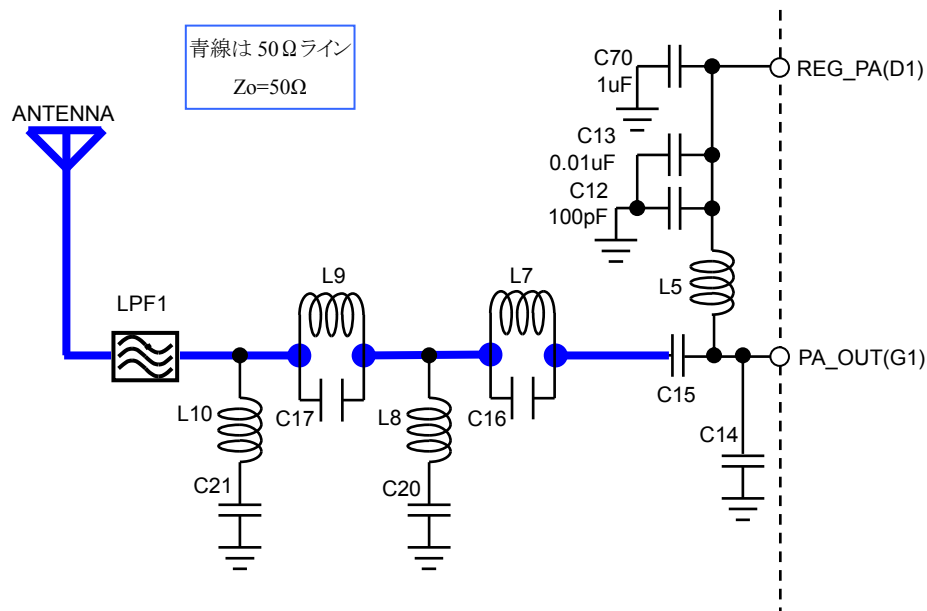 青線は 50Ωライン
Zo=50Ω
ANTENNA
C70
1uF
REG_PA(D1)
C13
0.01uF
C12
100pF
L9
L7
L5
LPF1
PA_OUT(G1)
C15
L10
C17
L8
C16
C14
C21
C20